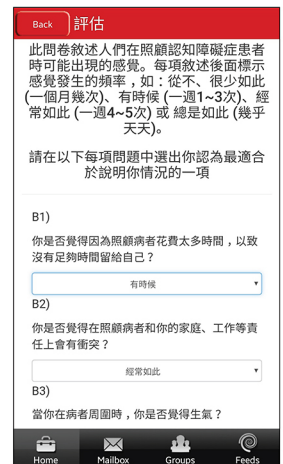 Back 評估
此問卷敘述人們在照顧認知障礙症患者
時可能出現的感覺。每項敘述後面標示
感覺發生的頻率，如：從不、很少如此
(一個月幾次)、有時候 (一週1~3次)、經
常如此 (一週4~5次) 或 總是如此 (幾乎
天天)。
請在以下每項問題中選出你認為最適合
於說明你情況的一項
B1)
你是否覺得因為照顧病者花費太多時間，以致
沒有足夠時間留給自己？
有時候
B2)
你是否覺得在照顧病者和你的家庭、工作等責
任上會有衝突？
經常如此
B3)
當你在病者周圍時，你是否覺得生氣？
Home Mailbox Groups Feeds